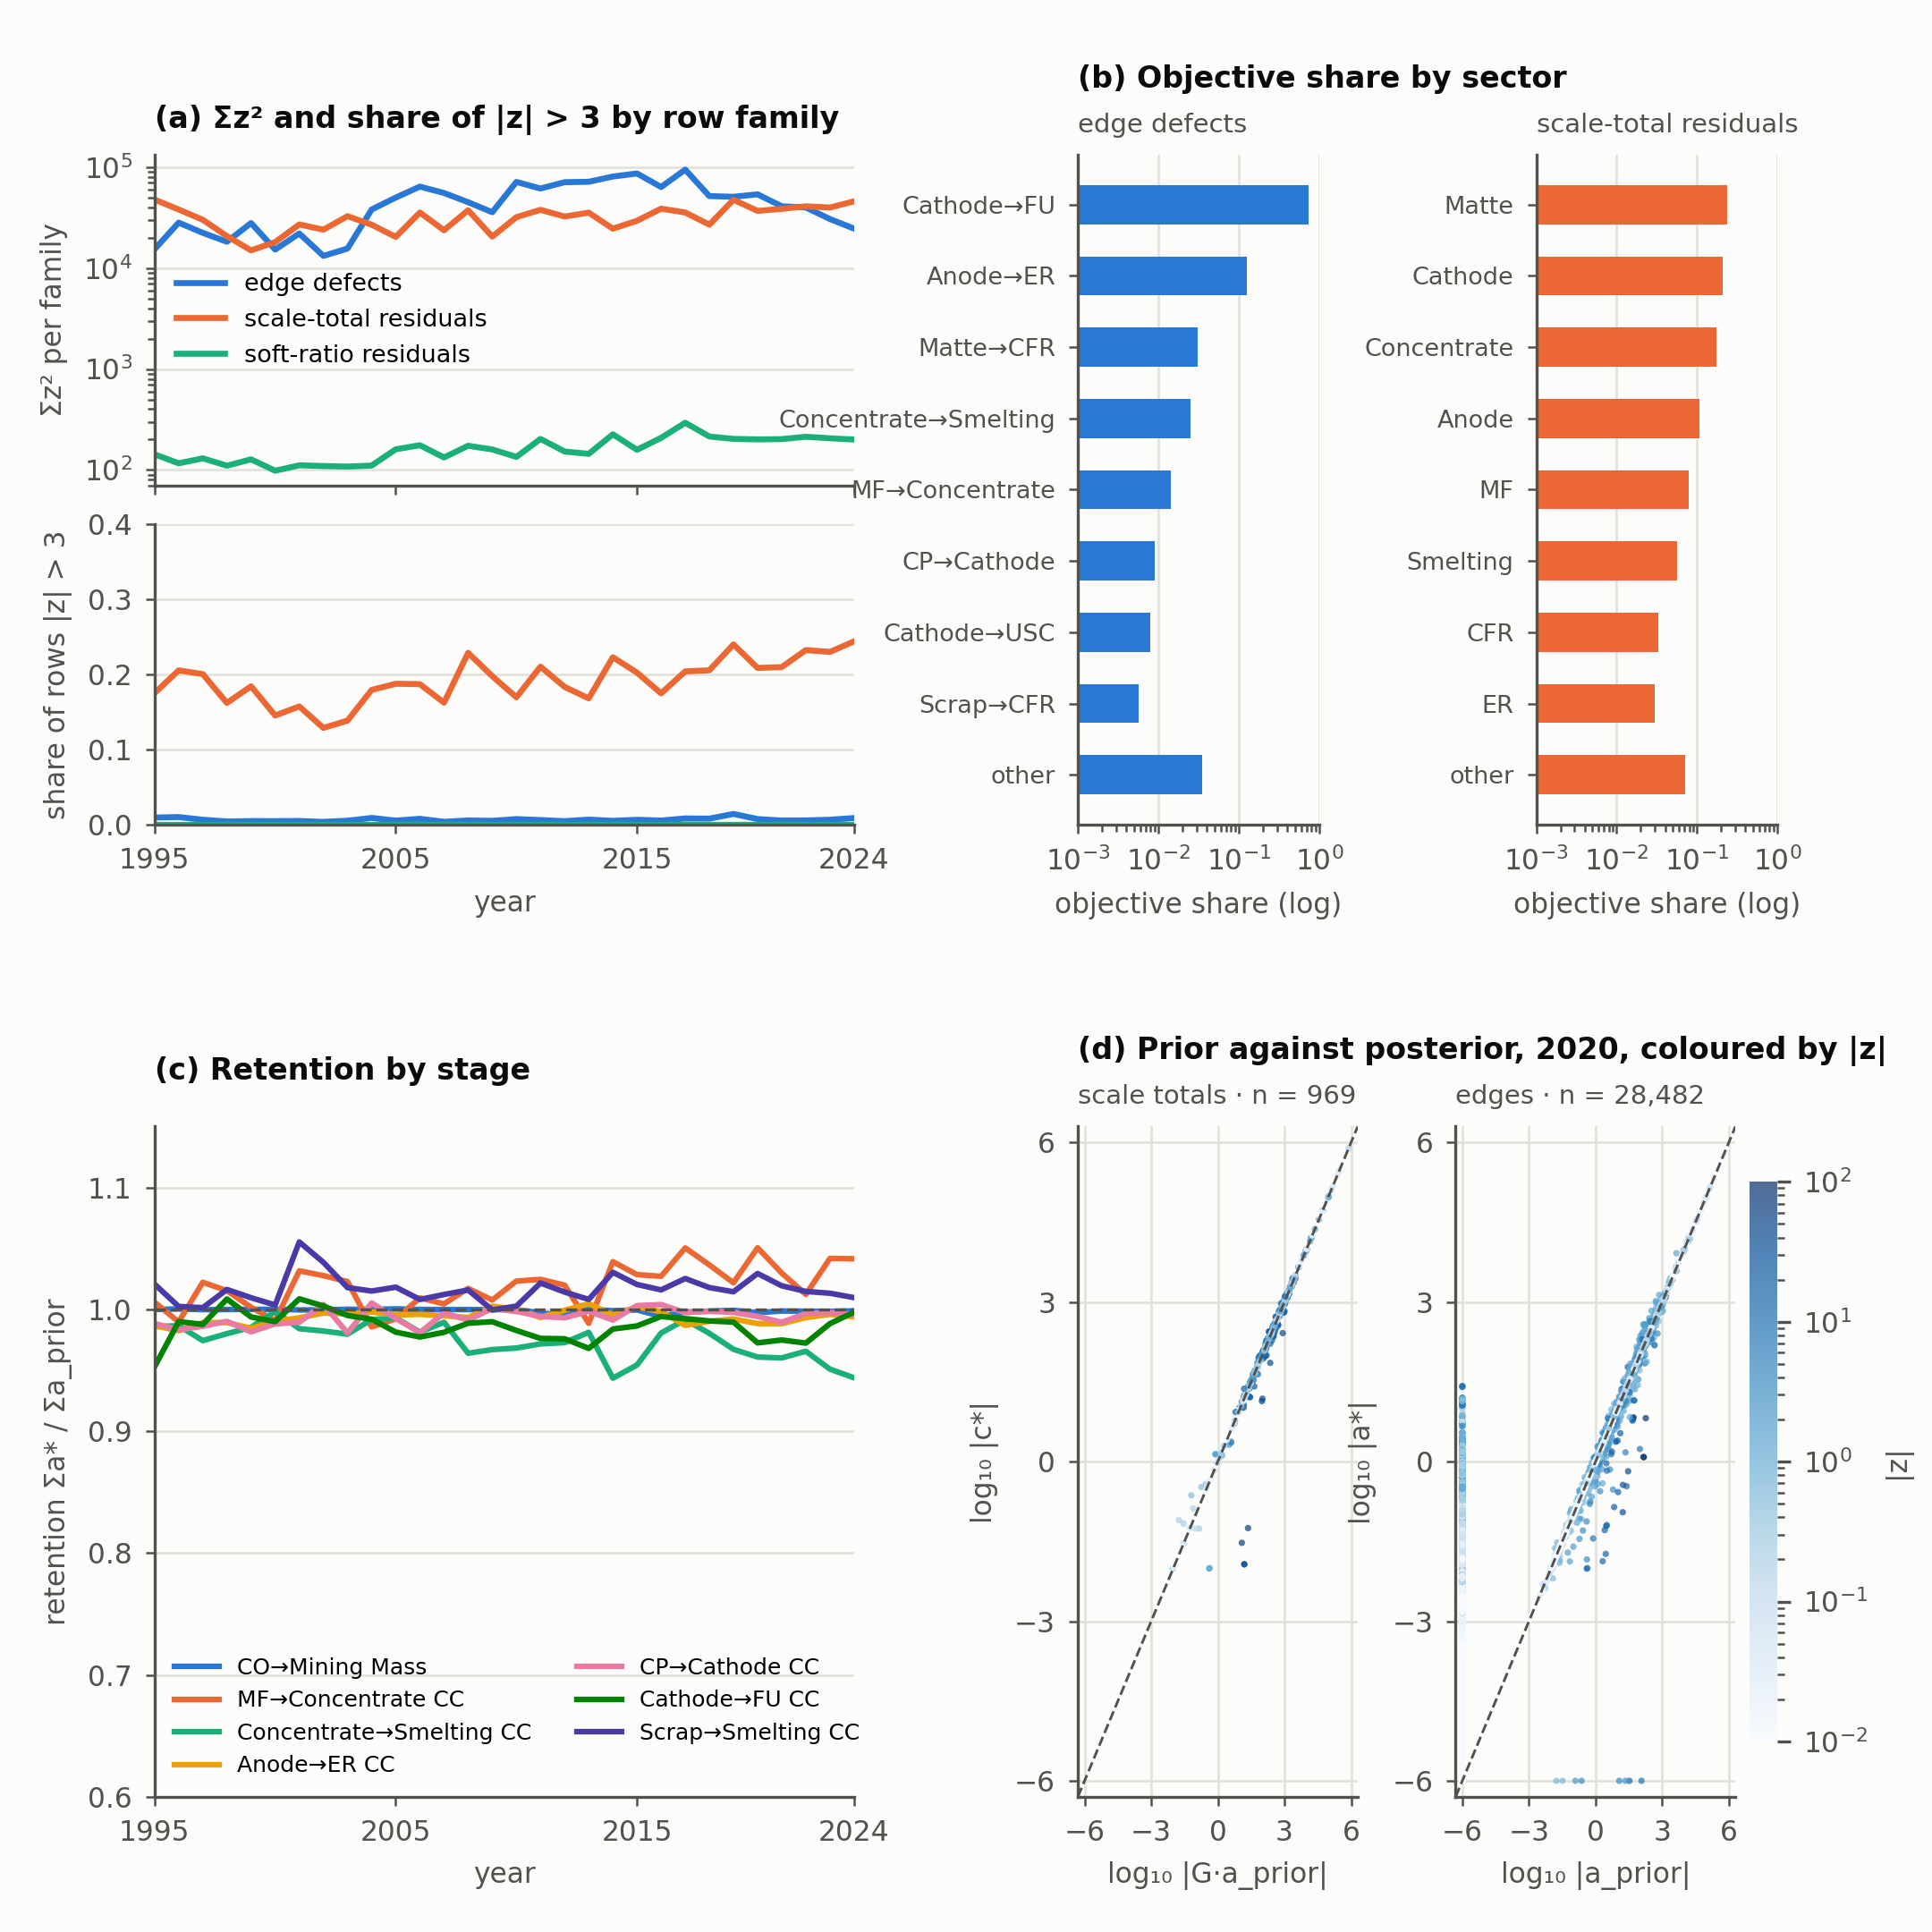 (a) Σz² and share of |z| > 3 by row family
Σz² per family
10⁵
10⁴
10³
10²
edge defects
scale-total residuals
soft-ratio residuals
share of rows |z| > 3
0.4
0.3
0.2
0.1
0.0
1995
2005
2015
2024
year
(b) Objective share by sector
edge defects
Cathode→FU
Anode→ER
Matte→CFR
Concentrate→Smelting
MF→Concentrate
CP→Cathode
Cathode→USC
Scrap→CFR
other
10⁻³ 10⁻² 10⁻¹ 10⁰
objective share (log)
scale-total residuals
Matte
Cathode
Concentrate
Anode
MF
Smelting
CFR
ER
other
10⁻³ 10⁻² 10⁻¹ 10⁰
objective share (log)
(c) Retention by stage
retention Σa* / Σa_prior
1.1
1.0
0.9
0.8
0.7
0.6
CO→Mining Mass
MF→Concentrate CC
Concentrate→Smelting CC
Anode→ER CC
CP→Cathode CC
Cathode→FU CC
Scrap→Smelting CC
1995
2005
2015
2024
year
(d) Prior against posterior, 2020, coloured by |z|
scale totals · n = 969
log₁₀ |c*|
6
3
0
−3
−6
−6 −3 0 3 6
log₁₀ |G·a_prior|
edges · n = 28,482
log₁₀ |a*|
6
3
0
−3
−6
−6 −3 0 3 6
log₁₀ |a_prior|
10²
10¹
10⁰
10⁻¹
10⁻²
|z|